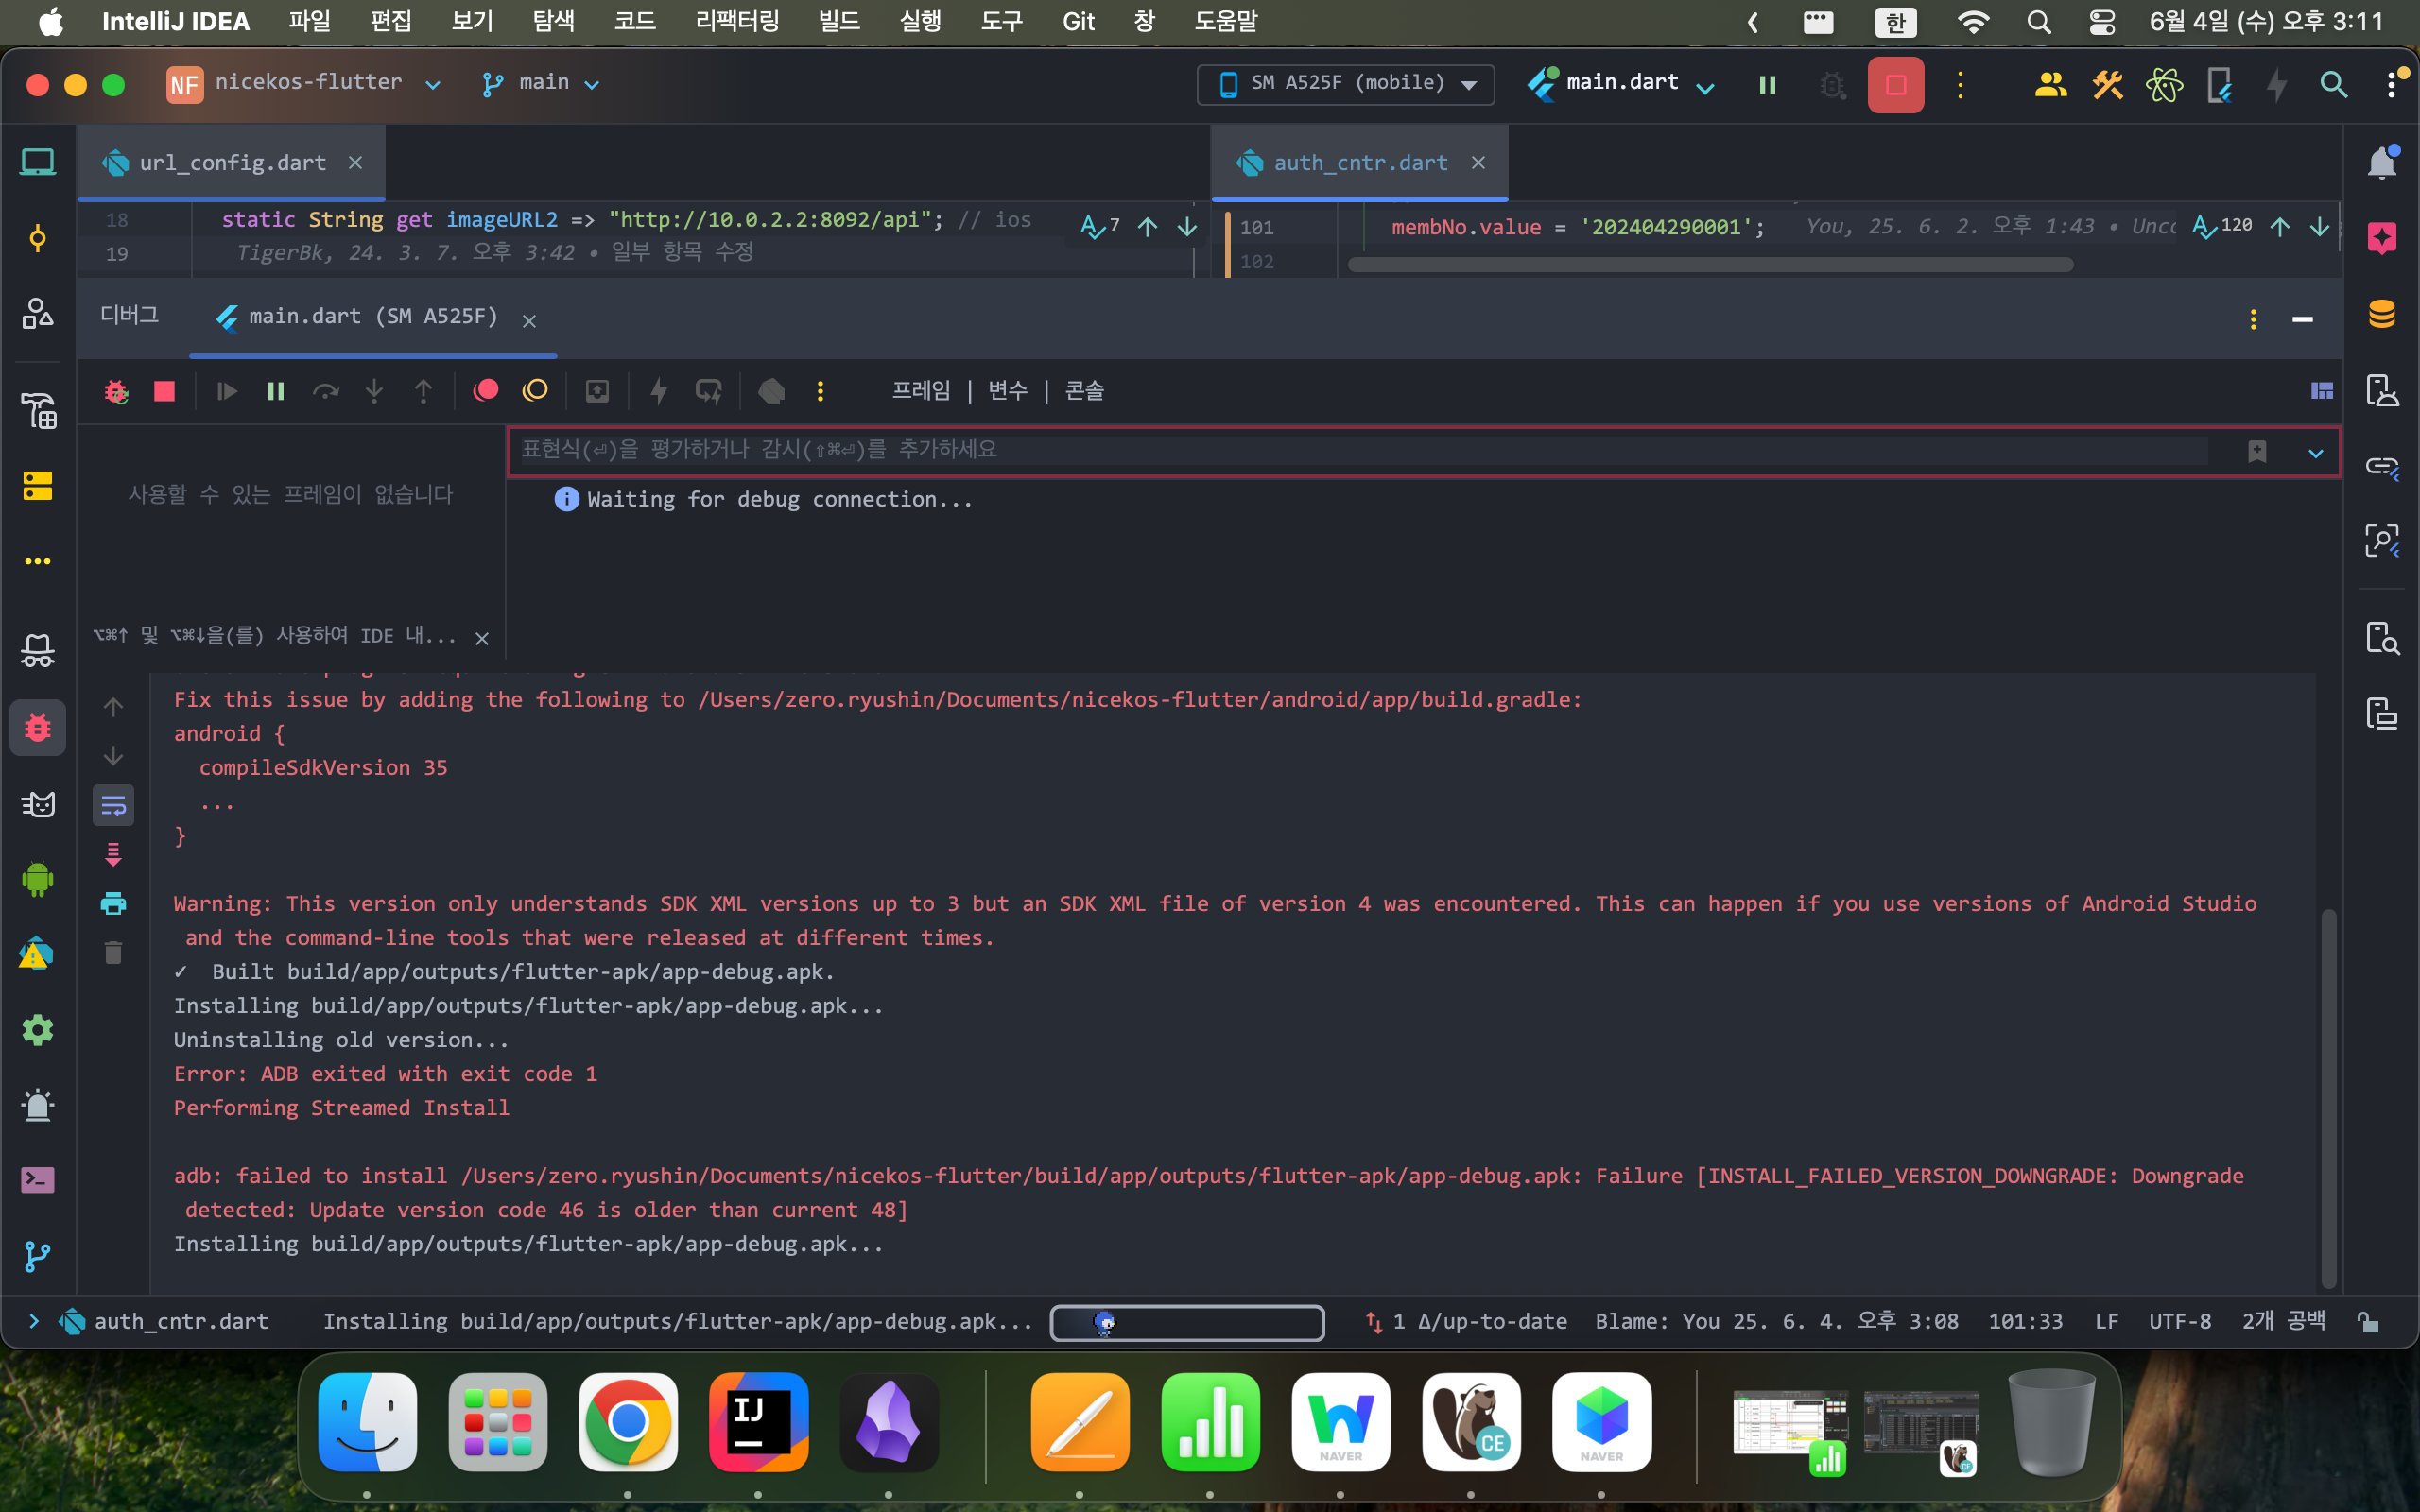 IntelliJ IDEA 파일 편집 보기 탐색 코드 리팩터링 빌드 실행 도구 Git 창 도움말 한 6월 4일 (수) 오후 3:11
NF nicekos-flutter main SM A525F (mobile) main.dart
url_config.dart auth_cntr.dart
18 static String get imageURL2 => "http://10.0.2.2:8092/api"; // ios 7
19 TigerBk, 24. 3. 7. 오후 3:42 • 일부 항목 수정
101 membNo.value = '202404290001'; You, 25. 6. 2. 오후 1:43 • Unc 120
102
디버그 main.dart (SM A525F)
프레임 | 변수 | 콘솔
표현식(⏎)을 평가하거나 감시(⇧⌘⏎)를 추가하세요
사용할 수 있는 프레임이 없습니다
Waiting for debug connection...
⌥⌘↑ 및 ⌥⌘↓을(를) 사용하여 IDE 내...
Fix this issue by adding the following to /Users/zero.ryushin/Documents/nicekos-flutter/android/app/build.gradle:
android {
compileSdkVersion 35
...
}
Warning: This version only understands SDK XML versions up to 3 but an SDK XML file of version 4 was encountered. This can happen if you use versions of Android Studio
and the command-line tools that were released at different times.
✓ Built build/app/outputs/flutter-apk/app-debug.apk.
Installing build/app/outputs/flutter-apk/app-debug.apk...
Uninstalling old version...
Error: ADB exited with exit code 1
Performing Streamed Install
adb: failed to install /Users/zero.ryushin/Documents/nicekos-flutter/build/app/outputs/flutter-apk/app-debug.apk: Failure [INSTALL_FAILED_VERSION_DOWNGRADE: Downgrade
detected: Update version code 46 is older than current 48]
Installing build/app/outputs/flutter-apk/app-debug.apk...
auth_cntr.dart Installing build/app/outputs/flutter-apk/app-debug.apk... 1 Δ/up-to-date Blame: You 25. 6. 4. 오후 3:08 101:33 LF UTF-8 2개 공백
IJ NAVER CE NAVER